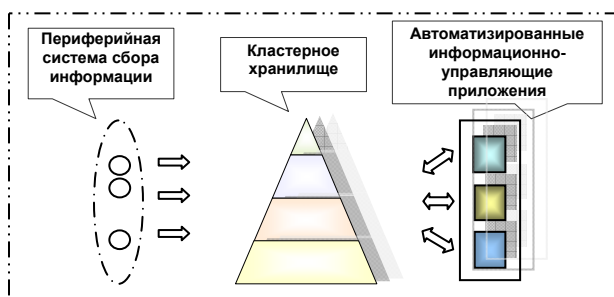 Периферийная
система сбора
информации
Кластерное
хранилище
Автоматизированные
информационно-
управляющие
приложения